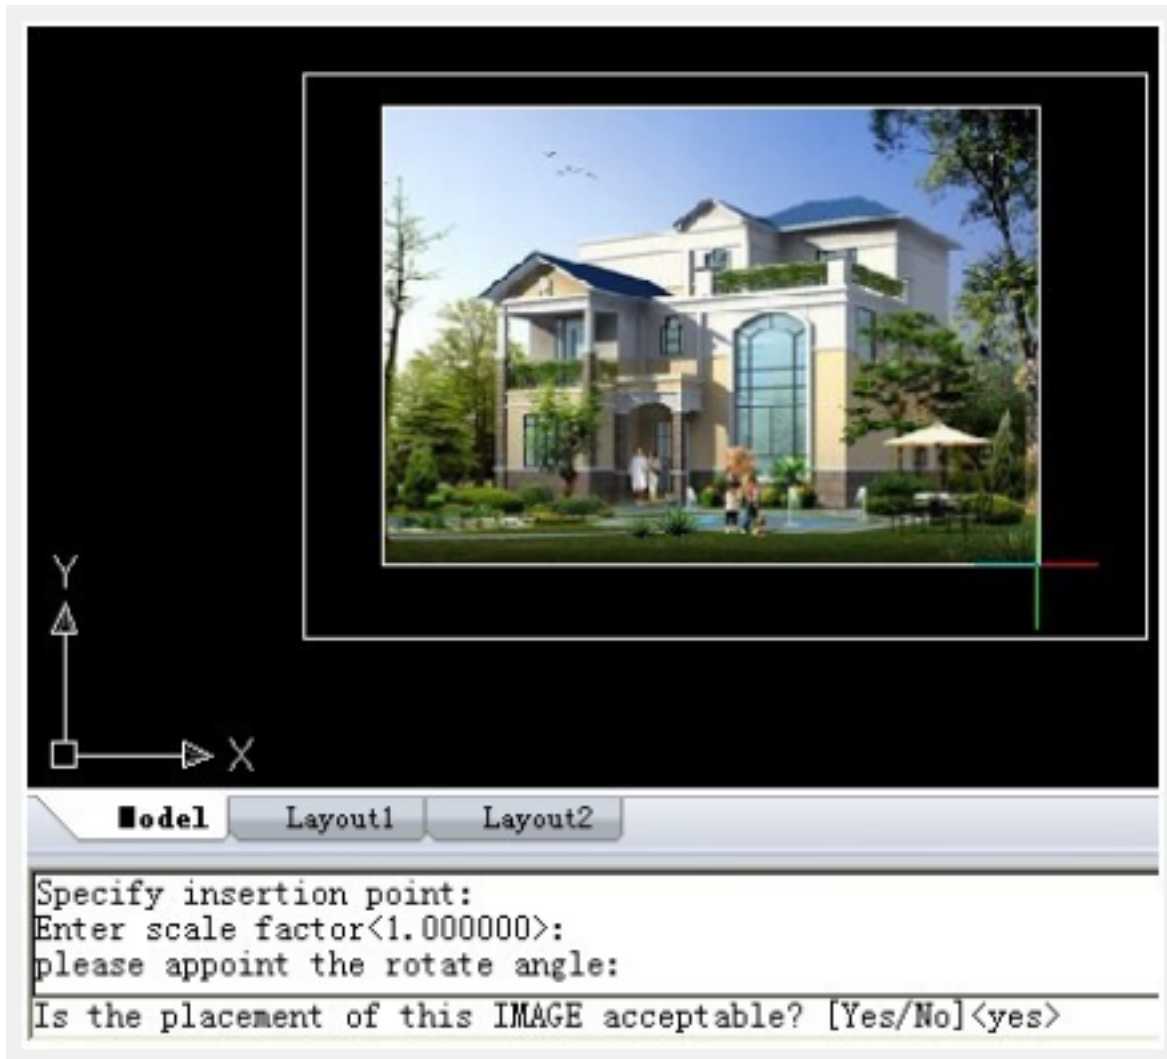 Y
X
Model Layout1 Layout2
Specify insertion point:
Enter scale factor<1.000000>:
please appoint the rotate angle:
Is the placement of this IMAGE acceptable? [Yes/No]<yes>